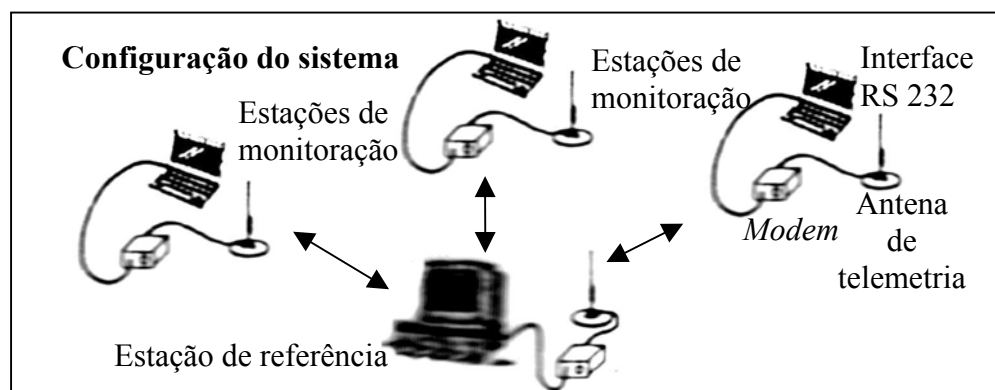 Configuração do sistema
Estações de
monitoração
Estações de
monitoração
Interface
RS 232
Modem
Antena
de
telemetria
Estação de referência